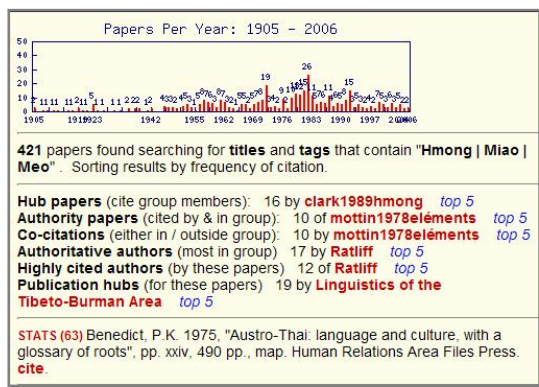 Papers Per Year: 1905 - 2006
50
40
30
20
10
0
19
26
15
1905
1923
1942
1955
1962
1968
1976
1983
1990
1997
421 papers found searching for titles and tags that contain "Hmong | Miao |
Meo" . Sorting results by frequency of citation.
Hub papers (cite group members): 16 by clark1989hmong top 5
Authority papers (cited by & in group): 10 of mottin1978eléments top 5
Co-citations (either in / outside group): 10 by mottin1978eléments top 5
Authoritative authors (most in group) 17 by Ratliff top 5
Highly cited authors (by these papers) 12 of Ratliff top 5
Publication hubs (for these papers) 19 by Linguistics of the
Tibeto-Burman Area top 5
STATS (63) Benedict, P.K. 1975, "Austro-Thai: language and culture, with a
glossary of roots", pp. xxiv, 490 pp., map. Human Relations Area Files Press.
cite.